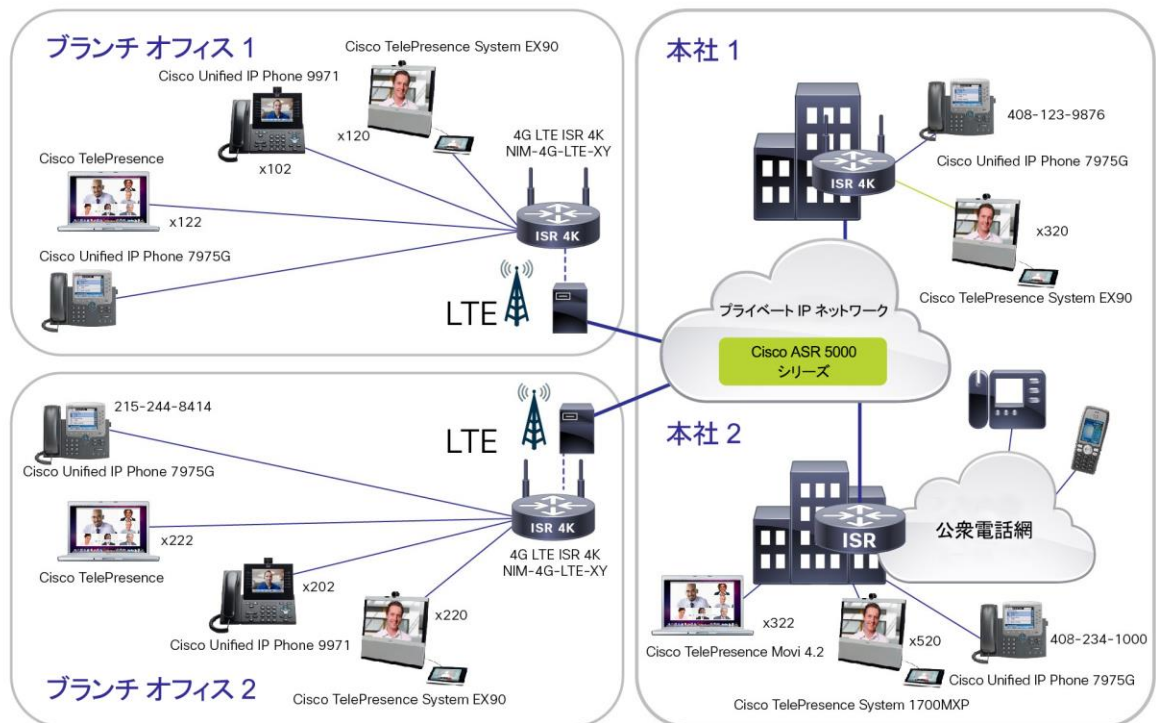 ブランチ オフィス 1
Cisco TelePresence System EX90
Cisco Unified IP Phone 9971
x120
4G LTE ISR 4K
NIM-4G-LTE-XY
x102
Cisco TelePresence
x122
ISR 4K
Cisco Unified IP Phone 7975G
LTE
本社 1
408-123-9876
Cisco Unified IP Phone 7975G
ISR 4K
x320
Cisco TelePresence System EX90
プライベート IP ネットワーク
Cisco ASR 5000
シリーズ
215-244-8414
LTE
Cisco Unified IP Phone 7975G
ISR 4K
x222
4G LTE ISR 4K
NIM-4G-LTE-XY
Cisco TelePresence
x202
x220
Cisco Unified IP Phone 9971
Cisco TelePresence System EX90
ブランチ オフィス 2
本社 2
ISR
公衆電話網
x322
x520
408-234-1000
Cisco TelePresence Movi 4.2
Cisco Unified IP Phone 7975G
Cisco TelePresence System 1700MXP